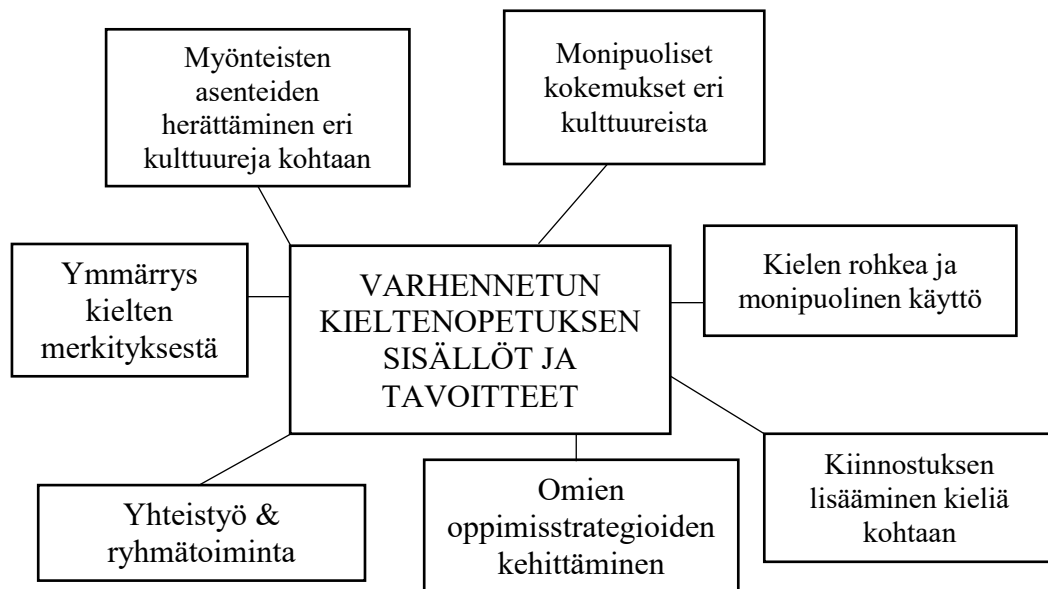 Myönteisten
asenteiden
herättäminen eri
kulttuureja kohtaan
Monipuoliset
kokemukset eri
kulttuureista
Ymmärrys
kielten
merkityksestä
VARHENNETUN
KIELTENOPETUKSEN
SISÄLLÖT JA
TAVOITTEET
Kielen rohkea ja
monipuolinen käyttö
Yhteistyö &
ryhmätoiminta
Omien
oppimisstrategioiden
kehittäminen
Kiinnostuksen
lisääminen kieliä
kohtaan